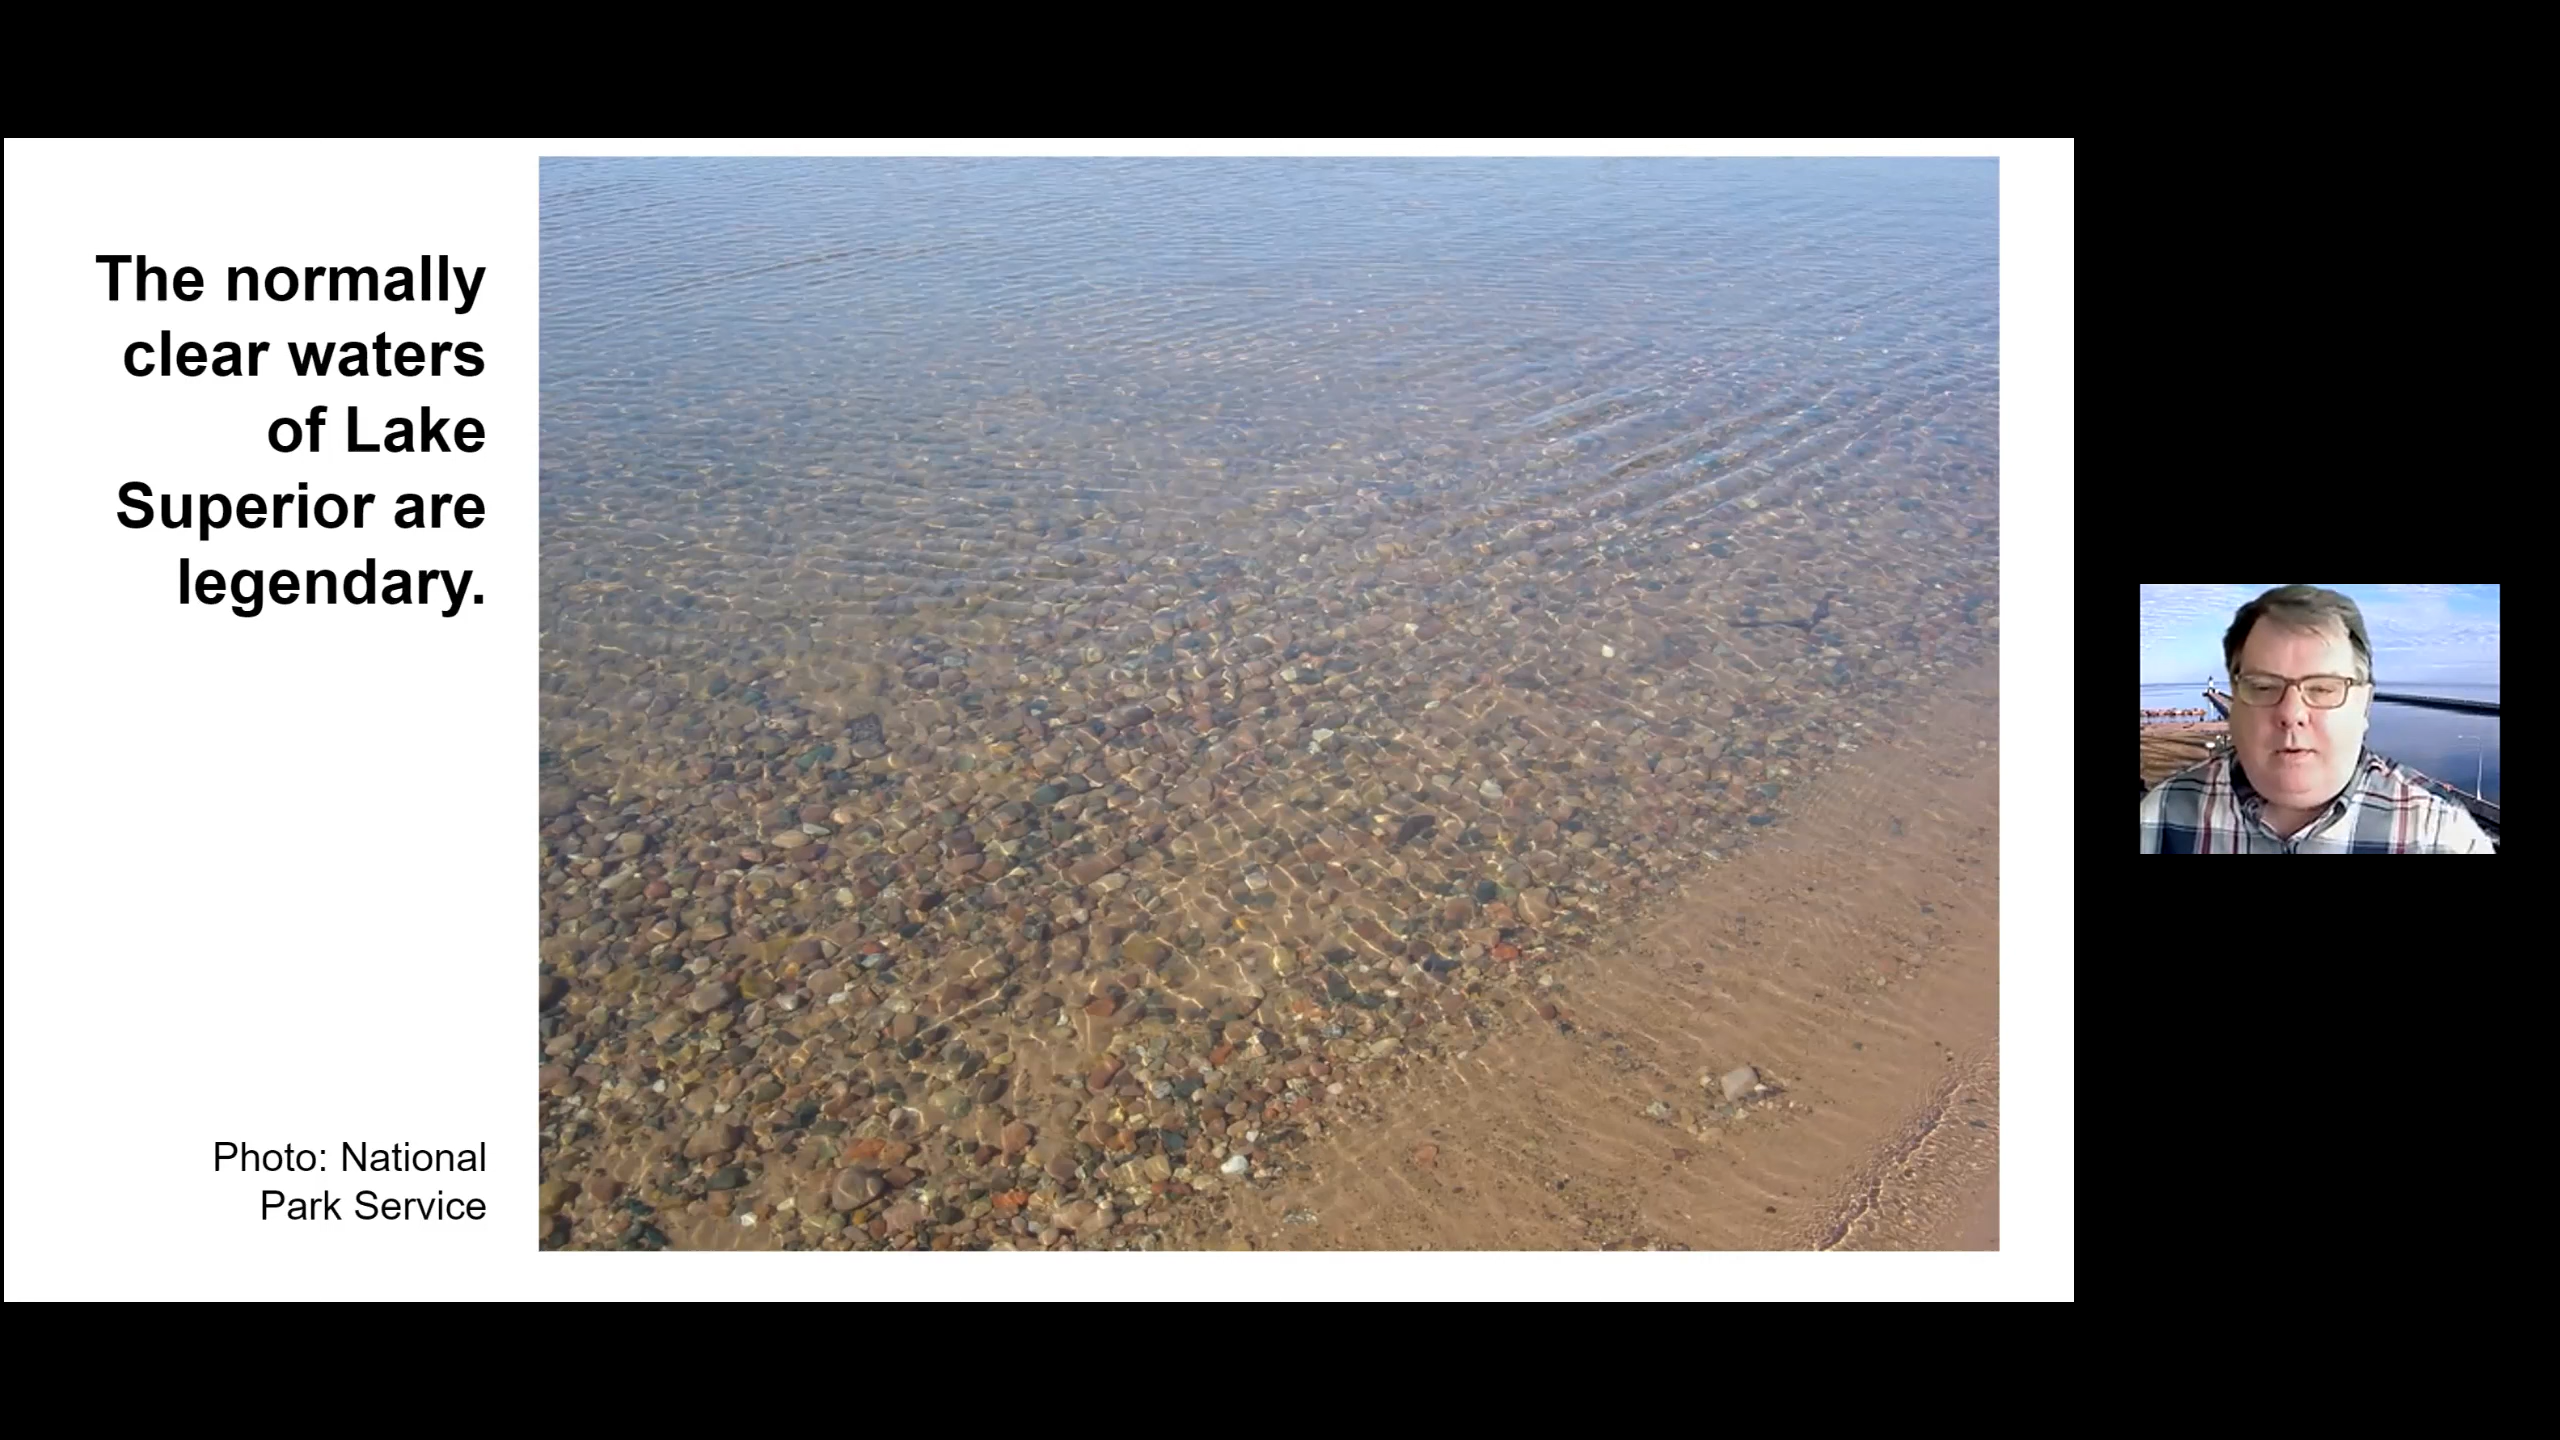 The normally
clear waters
of Lake
Superior are
legendary.
Photo: National
Park Service